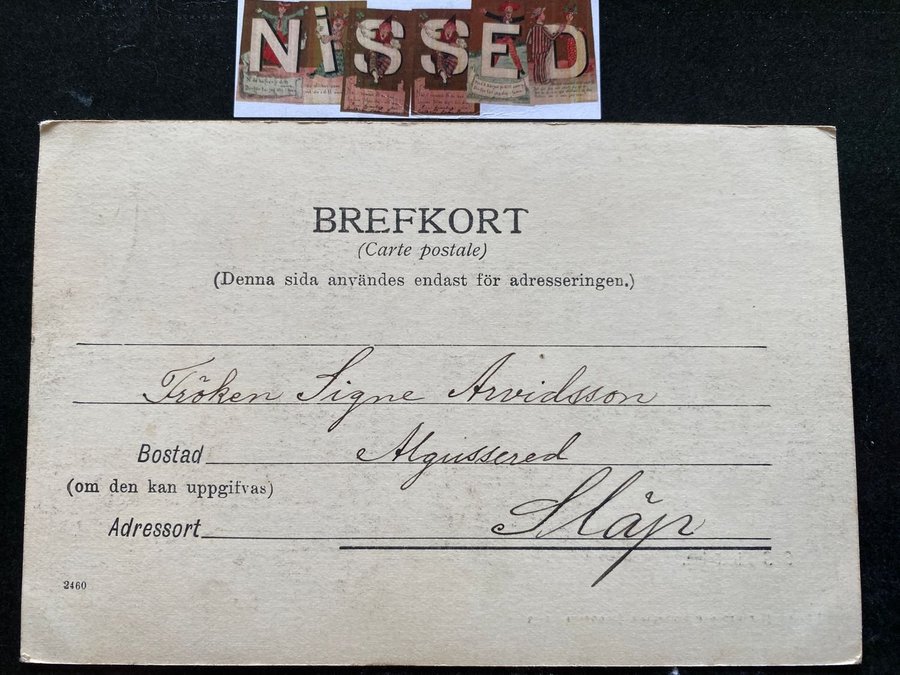 NiSSED
BREFKORT
(Carte postale)
(Denna sida användes endast för adresseringen.)
Fröken Signe Arvidsson
Bostad Algussered
(om den kan uppgifvas)
Adressort Släp
2460